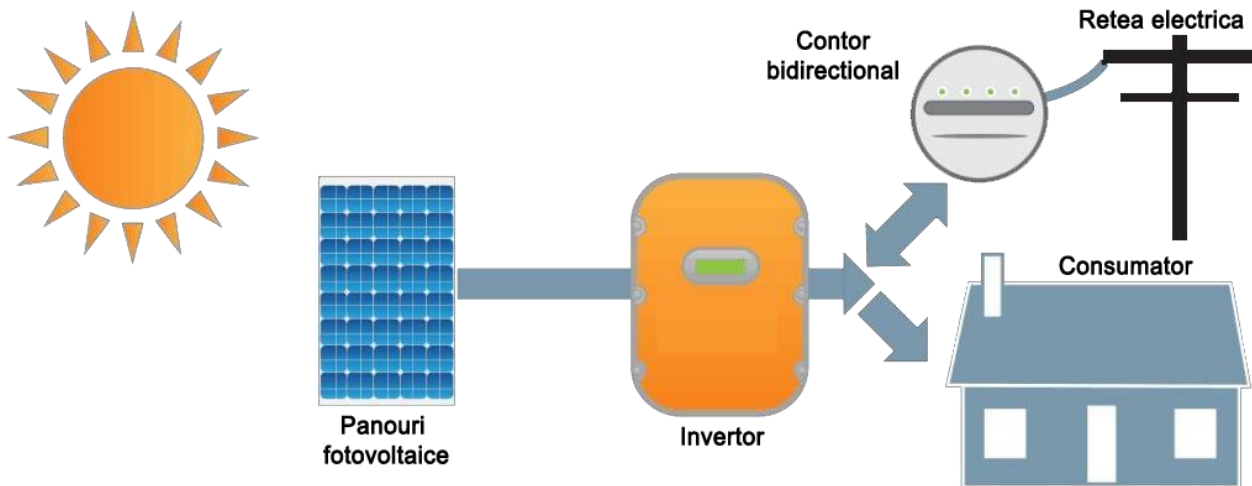 Retea electrica
Contor
bidirectional
Consumator
Panouri
fotovoltaice
Invertor